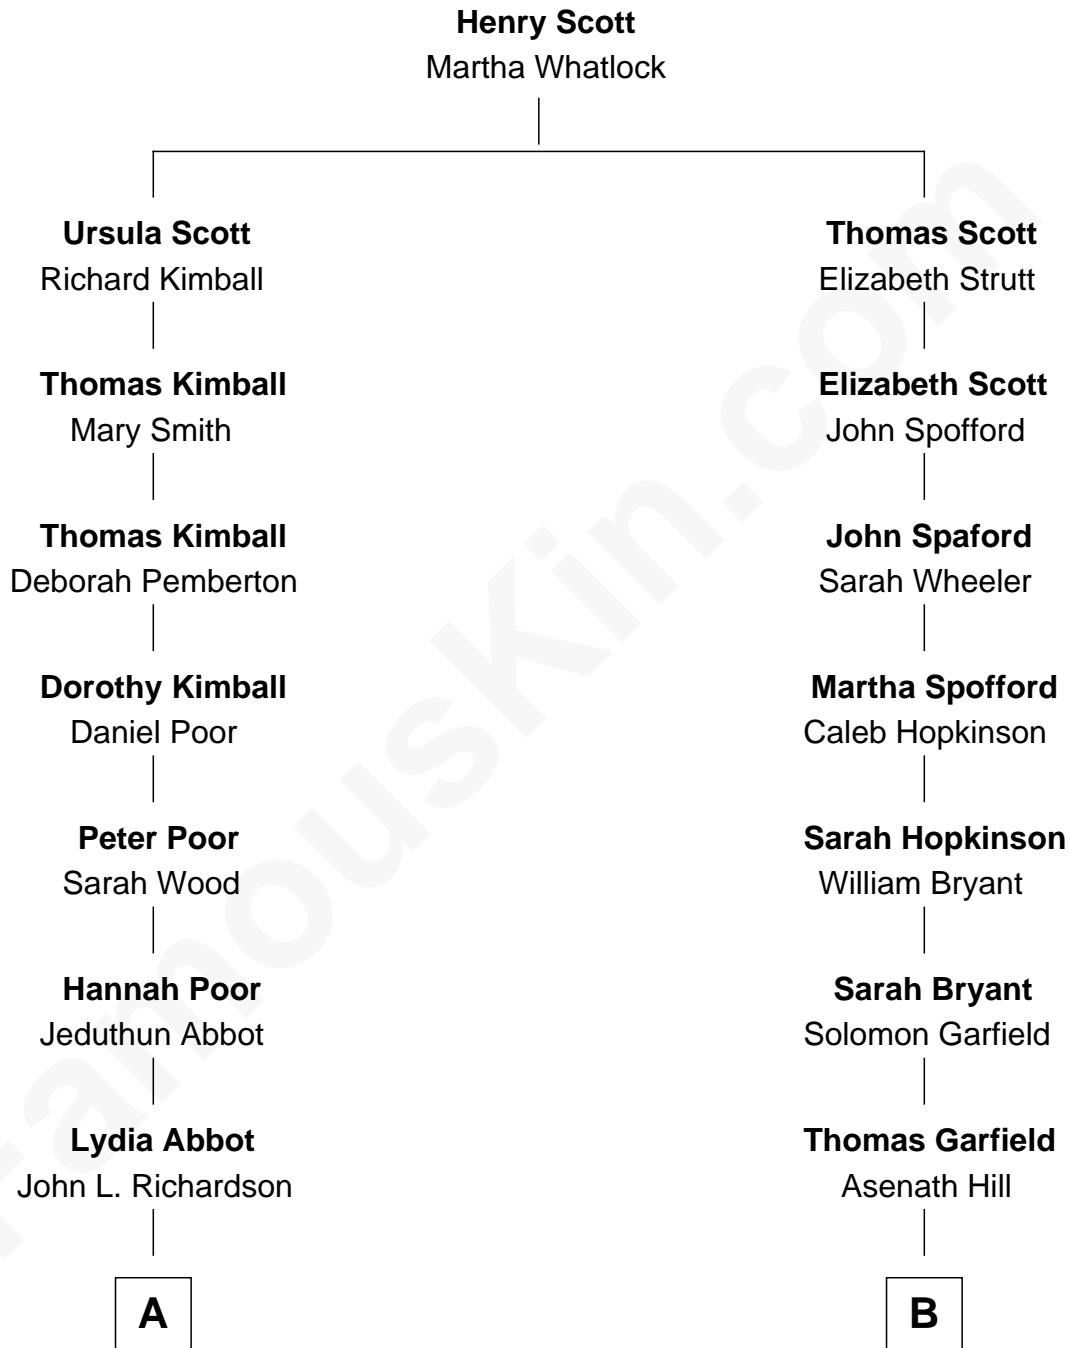 Henry Scott
Martha Whatlock
Ursula Scott
Richard Kimball
Thomas Scott
Elizabeth Strutt
Thomas Kimball
Mary Smith
Elizabeth Scott
John Spofford
Thomas Kimball
Deborah Pemberton
John Spaford
Sarah Wheeler
Dorothy Kimball
Daniel Poor
Martha Spofford
Caleb Hopkinson
Peter Poor
Sarah Wood
Sarah Hopkinson
William Bryant
Hannah Poor
Jeduthun Abbot
Sarah Bryant
Solomon Garfield
Lydia Abbot
John L. Richardson
Thomas Garfield
Asenath Hill
A
B
FamousKin.com